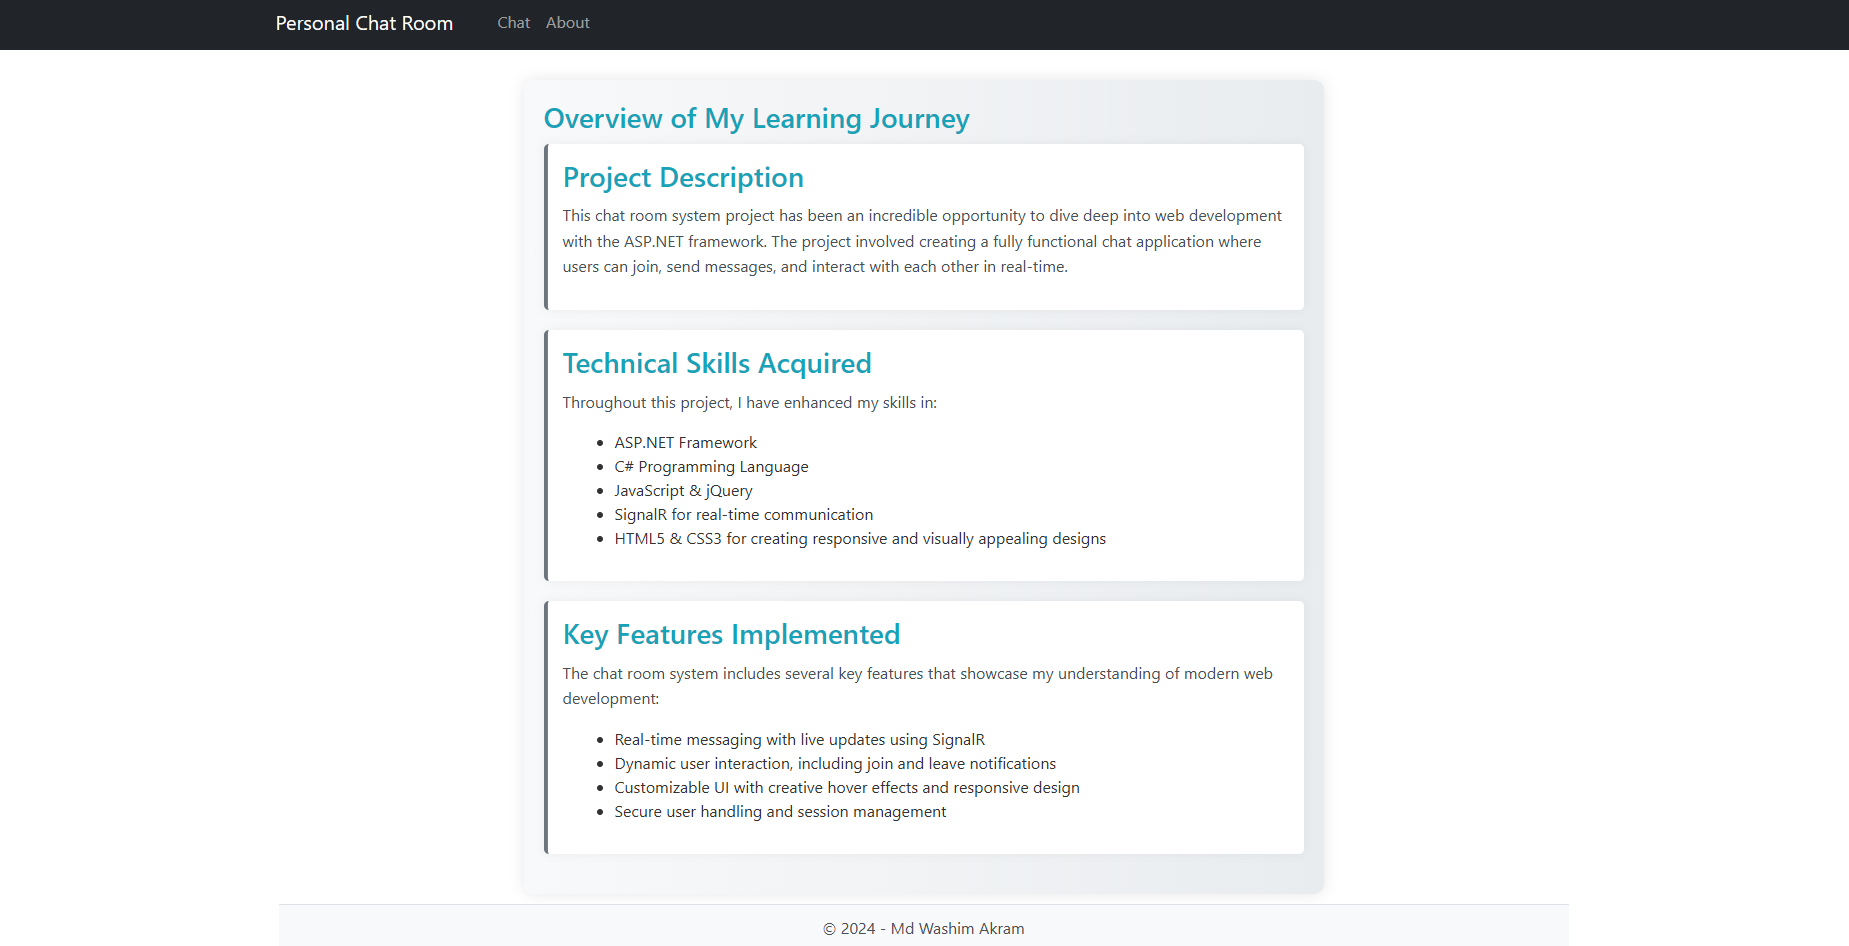 Personal Chat Room Chat About
Overview of My Learning Journey
Project Description
This chat room system project has been an incredible opportunity to dive deep into web development
with the ASP.NET framework. The project involved creating a fully functional chat application where
users can join, send messages, and interact with each other in real-time.
Technical Skills Acquired
Throughout this project, I have enhanced my skills in:
• ASP.NET Framework
• C# Programming Language
• JavaScript & jQuery
• SignalR for real-time communication
• HTML5 & CSS3 for creating responsive and visually appealing designs
Key Features Implemented
The chat room system includes several key features that showcase my understanding of modern web
development:
• Real-time messaging with live updates using SignalR
• Dynamic user interaction, including join and leave notifications
• Customizable UI with creative hover effects and responsive design
• Secure user handling and session management
© 2024 - Md Washim Akram